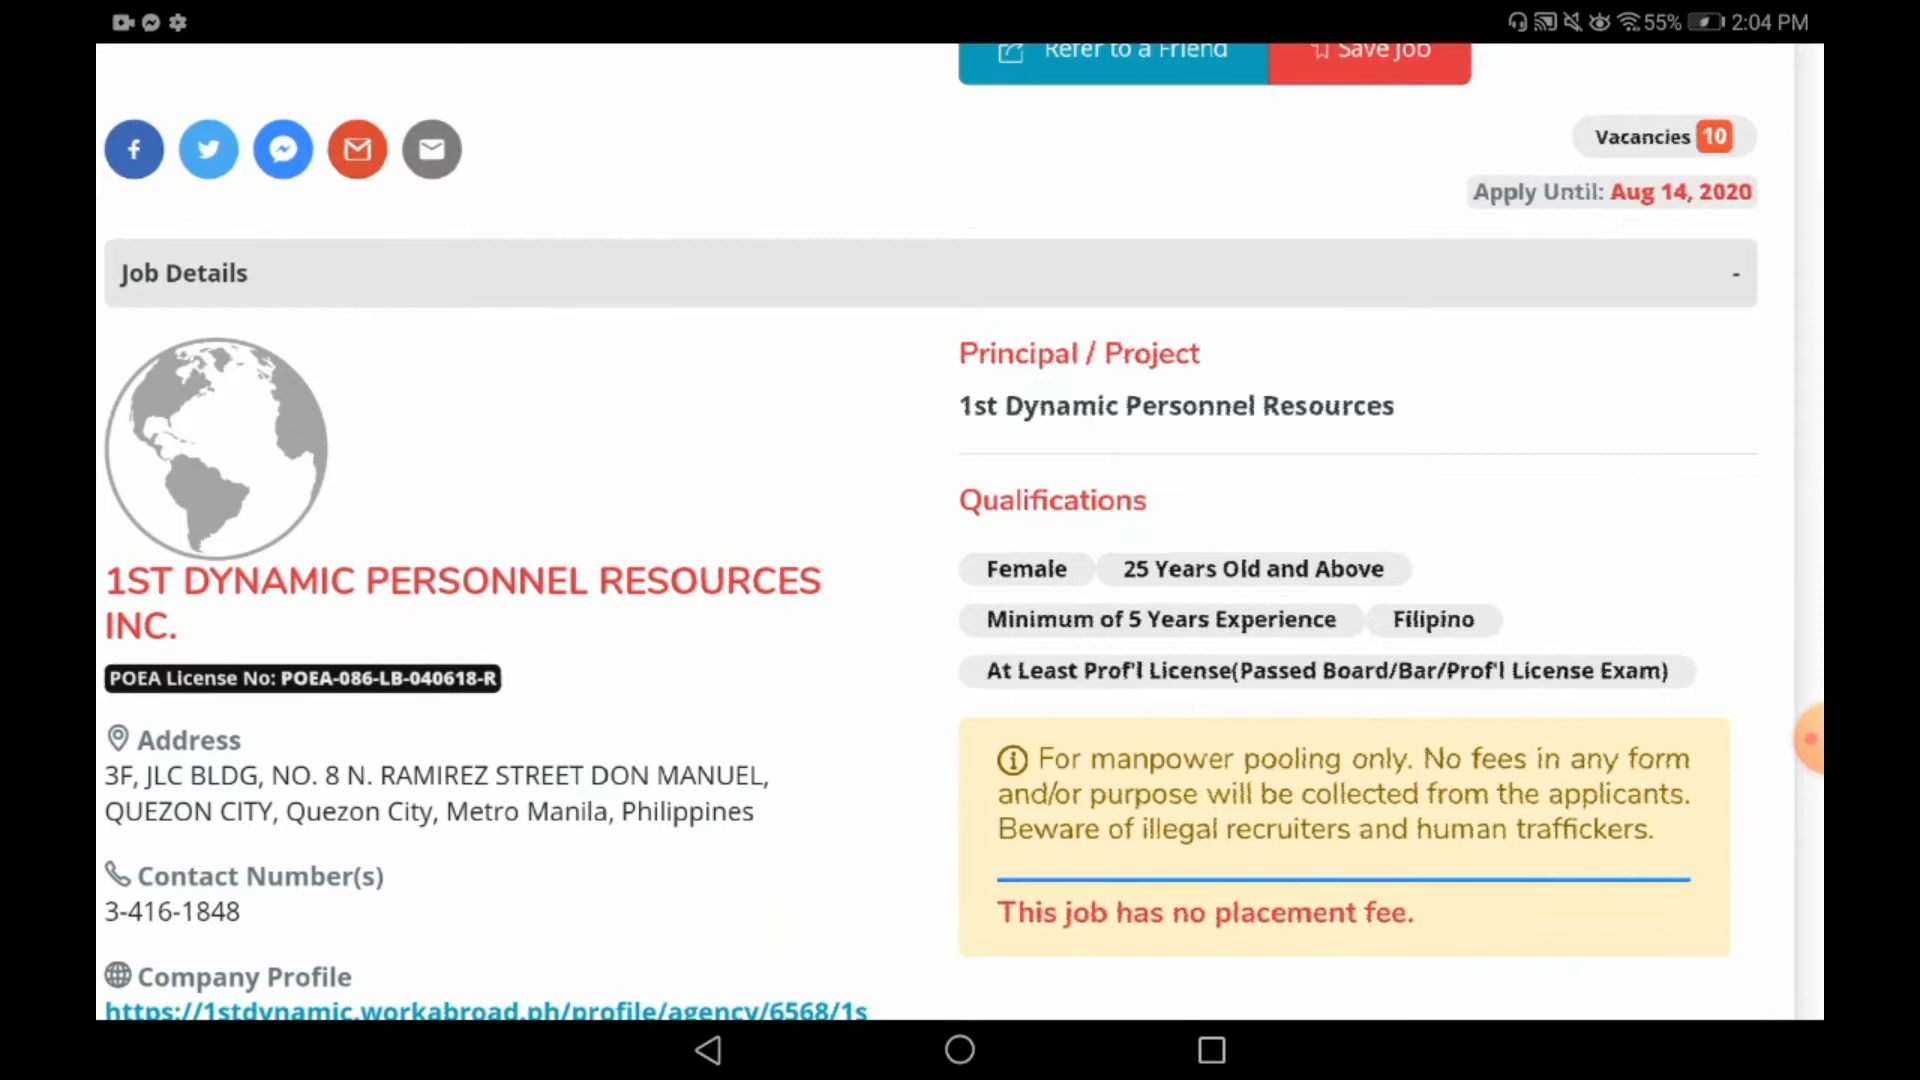 55% 2:04 PM
Refer to a Friend
Save Job
Vacancies 10
Apply Until: Aug 14, 2020
Job Details -
1ST DYNAMIC PERSONNEL RESOURCES
INC.
POEA License No: POEA-086-LB-040618-R
Address
3F, JLC BLDG, NO. 8 N. RAMIREZ STREET DON MANUEL,
QUEZON CITY, Quezon City, Metro Manila, Philippines
Contact Number(s)
3-416-1848
Company Profile
https://1stdynamic.workabroad.ph/profile/agency/6568/1s
Principal / Project
1st Dynamic Personnel Resources
Qualifications
Female 25 Years Old and Above
Minimum of 5 Years Experience Filipino
At Least Prof'l License(Passed Board/Bar/Prof'l License Exam)
For manpower pooling only. No fees in any form
and/or purpose will be collected from the applicants.
Beware of illegal recruiters and human traffickers.
This job has no placement fee.